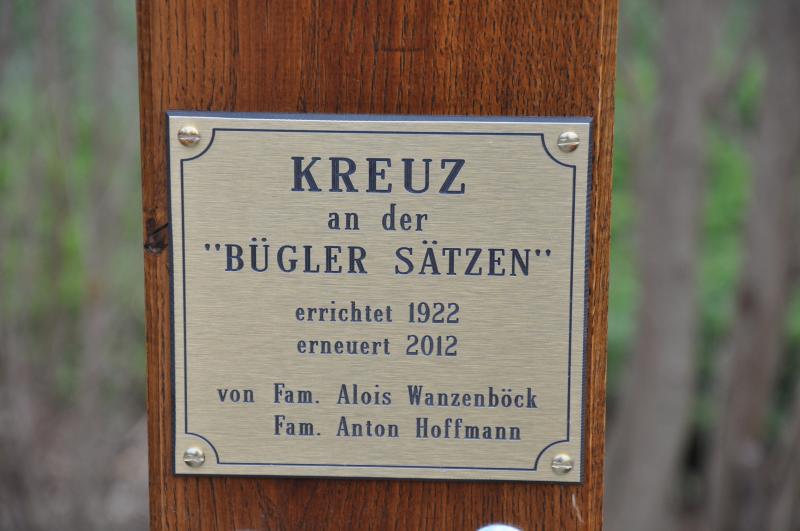 KREUZ
an der
"BÜGLER SÄTZEN"
errichtet 1922
erneuert 2012
von Fam. Alois Wanzenböck
Fam. Anton Hoffmann